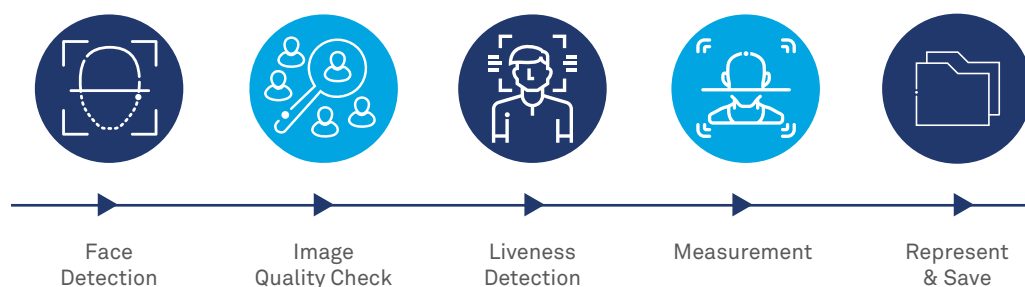 Face
Detection
Image
Quality Check
Liveness
Detection
Measurement
Represent
& Save